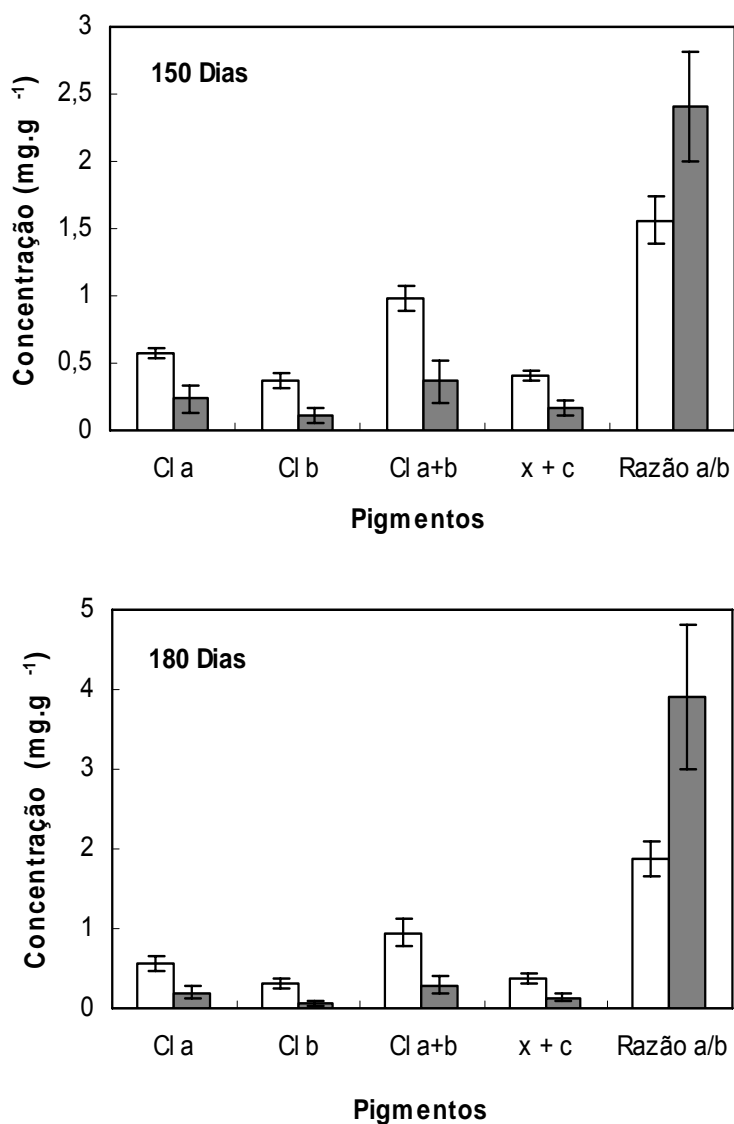 3
2,5
2
1,5
1
0,5
0
Concentração (mg.g -1)
150 Dias
Cl a Cl b Cl a+b x + c Razão a/b
Pigmentos
5
4
3
2
1
0
Concentração (mg.g -1)
180 Dias
Cl a Cl b Cl a+b x + c Razão a/b
Pigmentos